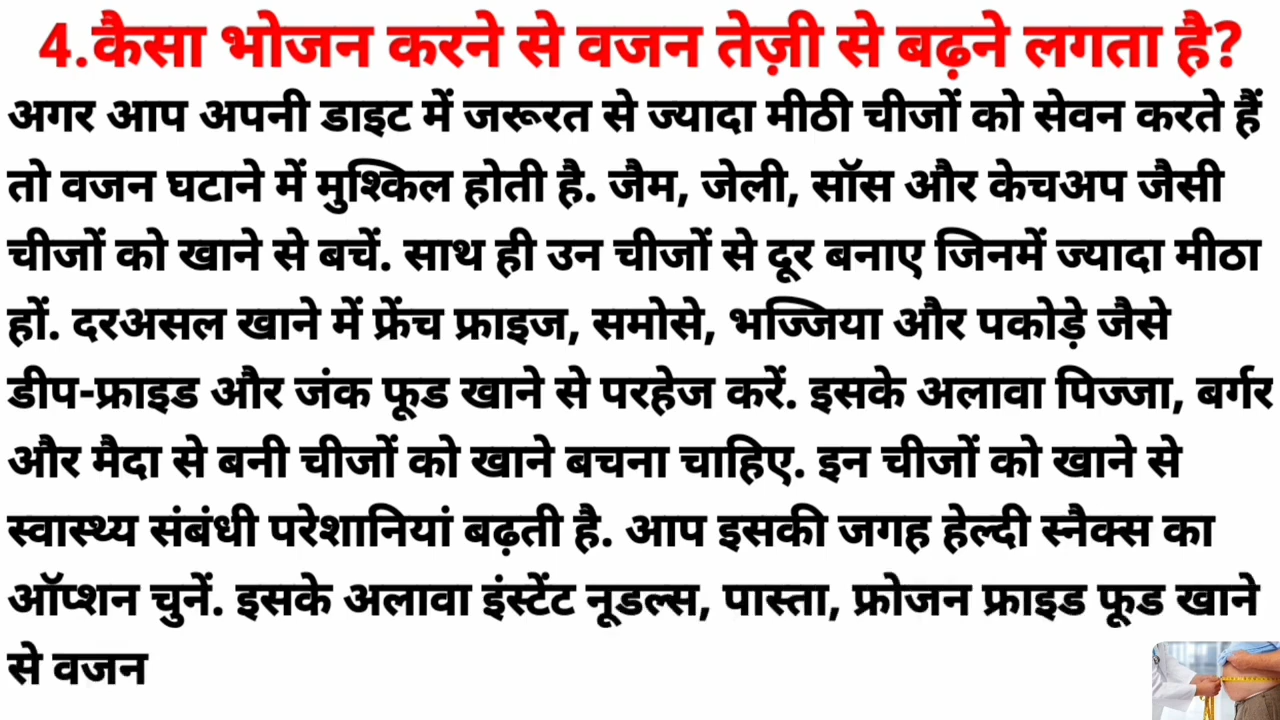 4.कैसा भोजन करने से वजन तेज़ी से बढ़ने लगता है?
अगर आप अपनी डाइट में जरूरत से ज्यादा मीठी चीजों को सेवन करते हैं
तो वजन घटाने में मुश्किल होती है. जैम, जेली, सॉस और केचअप जैसी
चीजों को खाने से बचें. साथ ही उन चीजों से दूर बनाए जिनमें ज्यादा मीठा
हों. दरअसल खाने में फ्रेंच फ्राइज, समोसे, भज्जिया और पकोड़े जैसे
डीप-फ्राइड और जंक फूड खाने से परहेज करें. इसके अलावा पिज्जा, बर्गर
और मैदा से बनी चीजों को खाने बचना चाहिए. इन चीजों को खाने से
स्वास्थ्य संबंधी परेशानियां बढ़ती है. आप इसकी जगह हेल्दी स्नैक्स का
ऑप्शन चुनें. इसके अलावा इंस्टेंट नूडल्स, पास्ता, फ्रोजन फ्राइड फूड खाने
से वजन